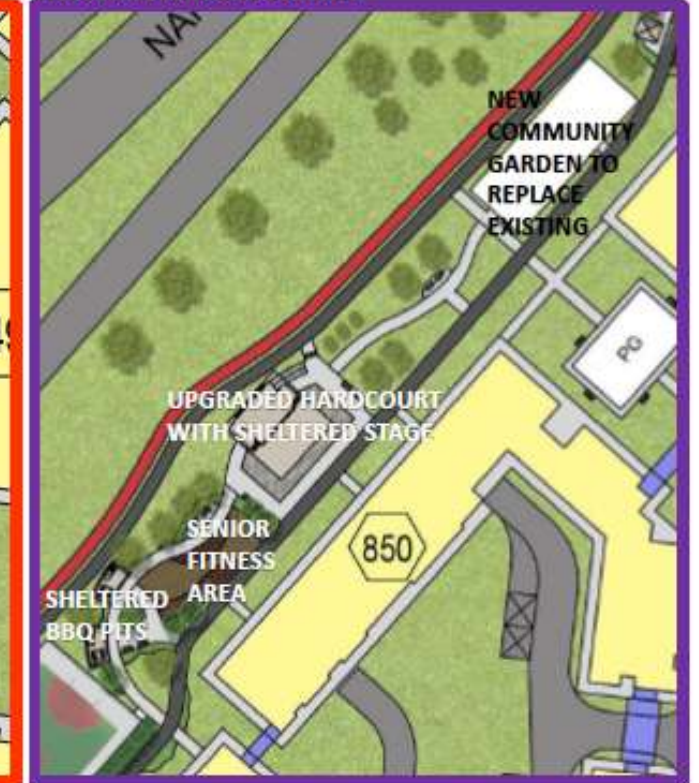 NEW
COMMUNITY
GARDEN TO
REPLACE
EXISTING
PG
UPGRADED HARDCOURT
WITH SHELTERED STAGE
SENIOR
FITNESS
AREA
850
SHELTERED
BBQ PITS